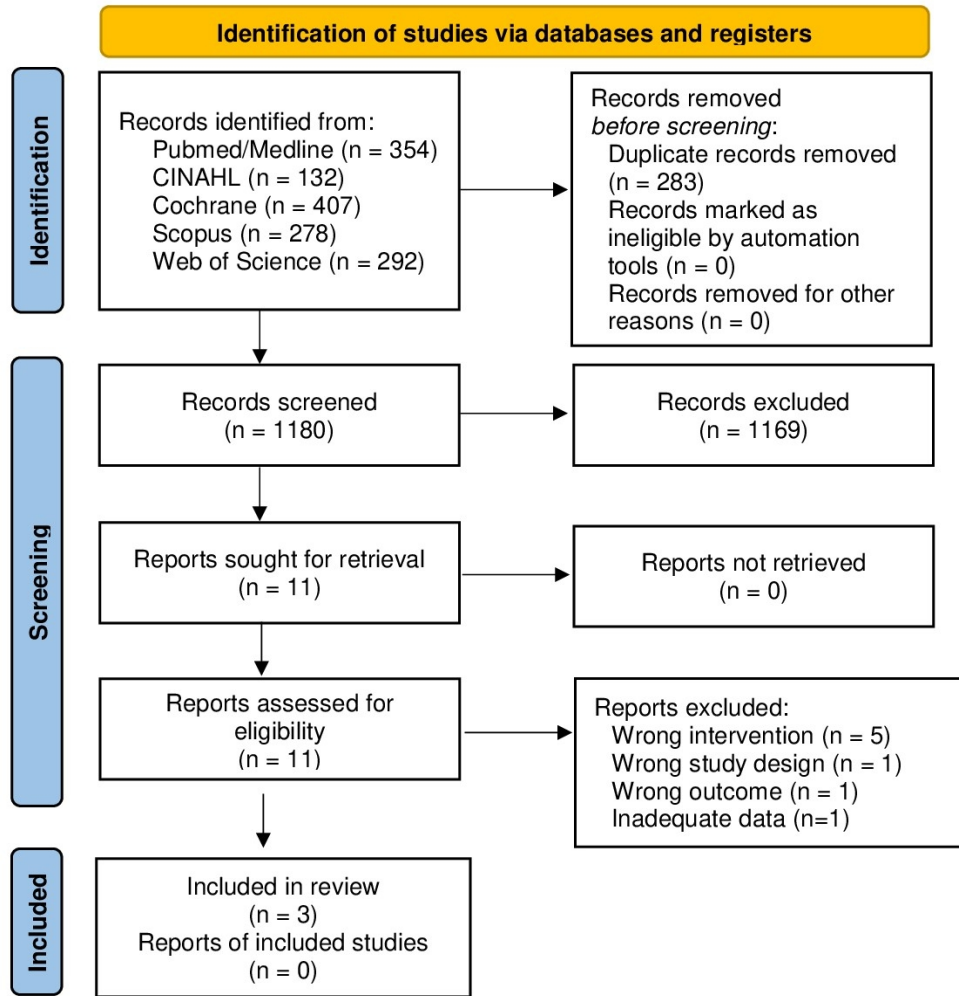 Identification of studies via databases and registers
Identification
Records identified from:
Pubmed/Medline (n = 354)
CINAHL (n = 132)
Cochrane (n = 407)
Scopus (n = 278)
Web of Science (n = 292)
Records removed
before screening:
Duplicate records removed
(n = 283)
Records marked as
ineligible by automation
tools (n = 0)
Records removed for other
reasons (n = 0)
Screening
Records screened
(n = 1180)
Records excluded
(n = 1169)
Reports sought for retrieval
(n = 11)
Reports not retrieved
(n = 0)
Reports assessed for
eligibility
(n = 11)
Reports excluded:
Wrong intervention (n = 5)
Wrong study design (n = 1)
Wrong outcome (n = 1)
Inadequate data (n=1)
Included
Included in review
(n = 3)
Reports of included studies
(n = 0)